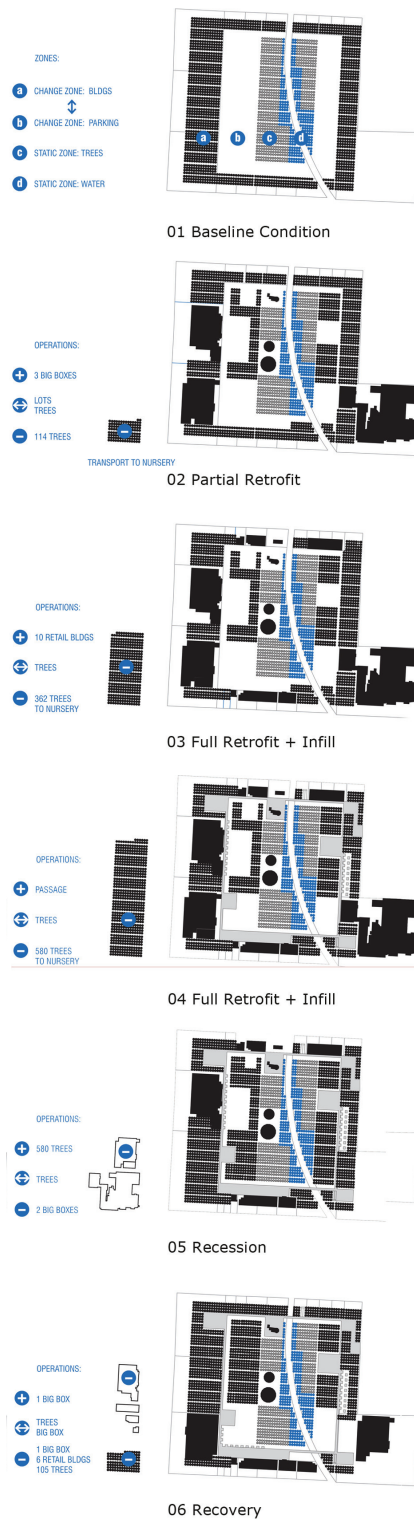 ZONES:
a CHANGE ZONE: BLDGS
b CHANGE ZONE: PARKING
c STATIC ZONE: TREES
d STATIC ZONE: WATER
a b c d
01 Baseline Condition
OPERATIONS:
+ 3 BIG BOXES
LOTS
TREES
− 114 TREES
−
TRANSPORT TO NURSERY
02 Partial Retrofit
OPERATIONS:
+ 10 RETAIL BLDGS
TREES
−
− 362 TREES
TO NURSERY
03 Full Retrofit + Infill
OPERATIONS:
+ PASSAGE
TREES
−
− 580 TREES
TO NURSERY
04 Full Retrofit + Infill
OPERATIONS:
+ 580 TREES
−
TREES
− 2 BIG BOXES
05 Recession
OPERATIONS:
−
+ 1 BIG BOX
TREES
BIG BOX
1 BIG BOX
− 6 RETAIL BLDGS
−
105 TREES
06 Recovery